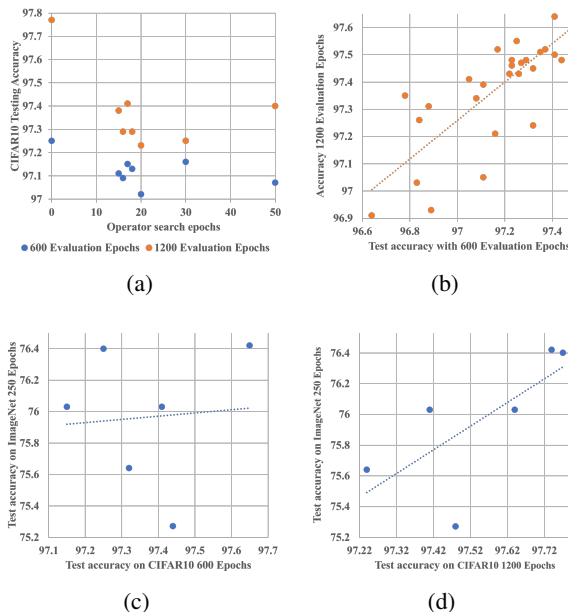 CIFAR10 Testing Accuracy
97.8
97.7
97.6
97.5
97.4
97.3
97.2
97.1
97
0 10 20 30 40 50
Operator search epochs
600 Evaluation Epochs 1200 Evaluation Epochs
(a)
Accuracy 1200 Evaluation Epochs
97.6
97.5
97.4
97.3
97.2
97.1
97
96.9
96.6 96.8 97 97.2 97.4
Test accuracy with 600 Evaluation Epochs
(b)
Test accuracy on ImageNet 250 Epochs
76.4
76.2
76
75.8
75.6
75.4
75.2
97.1 97.2 97.3 97.4 97.5 97.6 97.7
Test accuracy on CIFAR10 600 Epochs
(c)
Test accuracy on ImageNet 250 Epochs
76.4
76.2
76
75.8
75.6
75.4
75.2
97.22 97.32 97.42 97.52 97.62 97.72
Test accuracy on CIFAR10 1200 Epochs
(d)